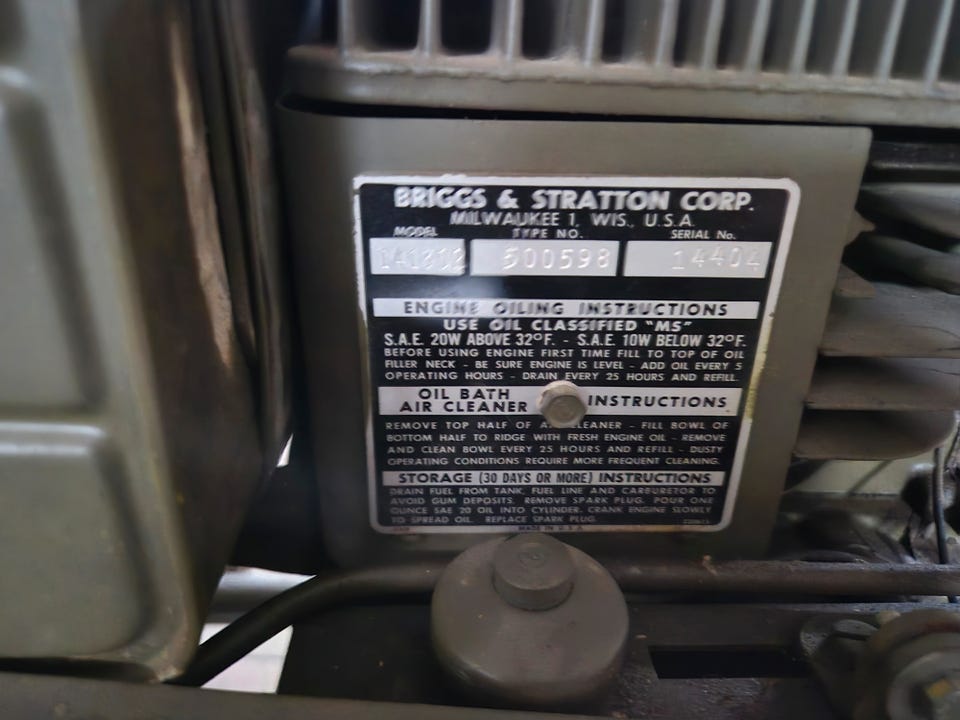 BRIGGS & STRATTON CORP.
MILWAUKEE 1, WIS., U.S.A.
MODEL TYPE NO. SERIAL No.
500598 14404
ENGINE OILING INSTRUCTIONS
USE OIL CLASSIFIED "MS"
S.A.E. 20W ABOVE 32°F. - S.A.E. 10W BELOW 32°F.
BEFORE USING ENGINE FIRST TIME FILL TO TOP OF OIL
FILLER NECK - BE SURE ENGINE IS LEVEL - ADD OIL EVERY 5
OPERATING HOURS - DRAIN EVERY 25 HOURS AND REFILL.
OIL BATH
AIR CLEANER INSTRUCTIONS
REMOVE TOP HALF OF CLEANER - FILL BOWL OF
BOTTOM HALF TO RIDGE WITH FRESH ENGINE OIL - REMOVE
AND CLEAN BOWL EVERY 25 HOURS AND REFILL - DUSTY
OPERATING CONDITIONS REQUIRE MORE FREQUENT CLEANING.
STORAGE (30 DAYS OR MORE) INSTRUCTIONS
DRAIN FUEL FROM TANK, FUEL LINE AND CARBURETOR TO
AVOID GUM DEPOSITS. REMOVE SPARK PLUG. POUR ONE
OUNCE SAE 20 OIL INTO CYLINDER. CRANK ENGINE SLOWLY
TO SPREAD OIL. REPLACE SPARK PLUG.
MADE IN U.S.A.